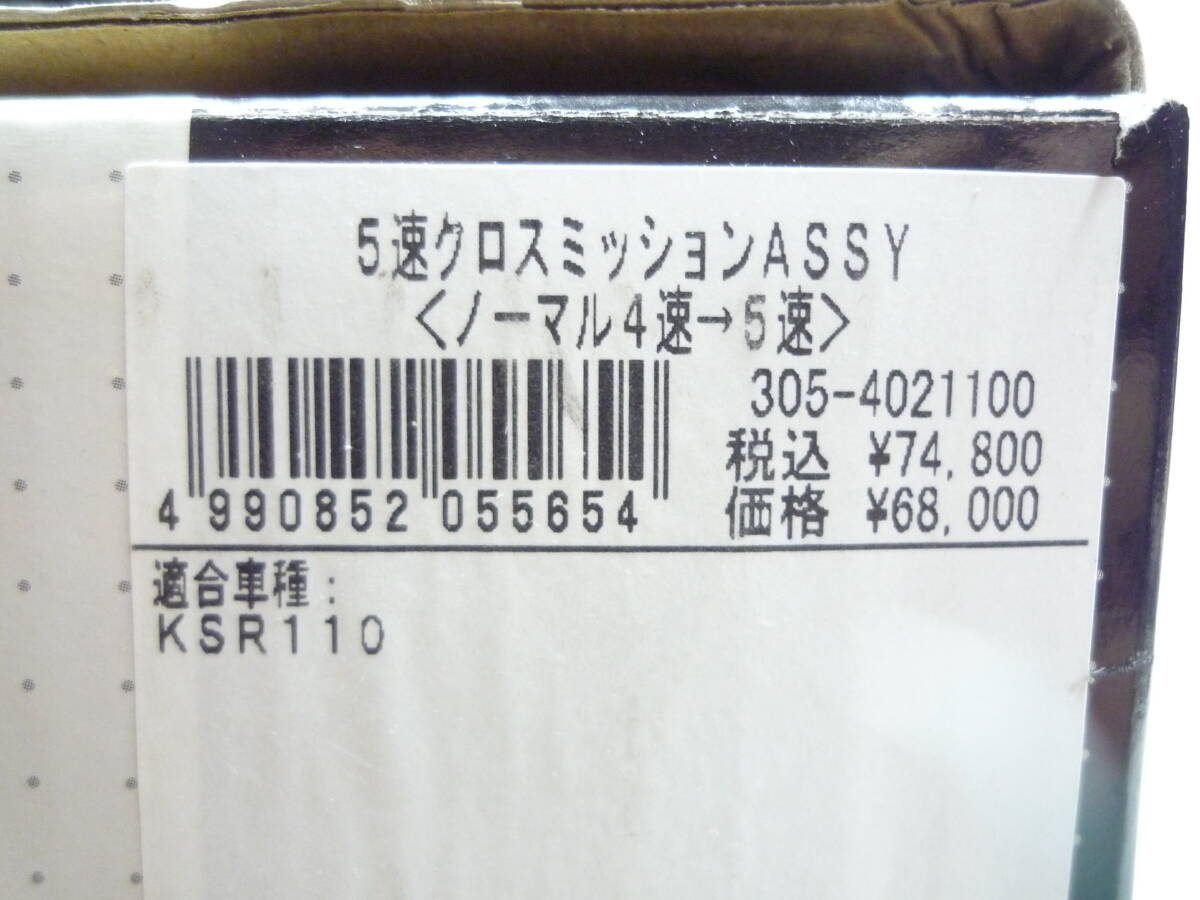 5速クロスミッションASSY
<ノーマル4速→5速>
305-4021100
税込 ¥74,800
価格 ¥68,000
4 990852 055654
適合車種:
KSR110